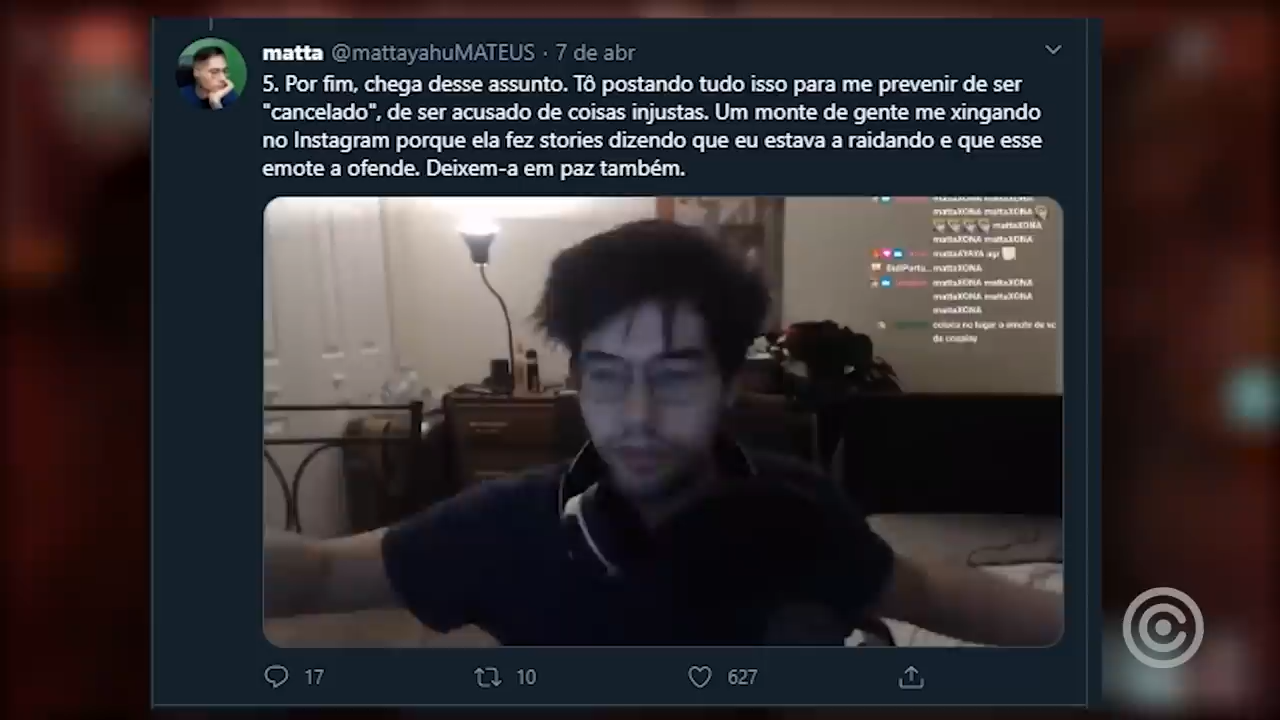 matta @mattayahuMATEUS · 7 de abr
5. Por fim, chega desse assunto. Tô postando tudo isso para me prevenir de ser
"cancelado", de ser acusado de coisas injustas. Um monte de gente me xingando
no Instagram porque ela fez stories dizendo que eu estava a raidando e que esse
emote a ofende. Deixem-a em paz também.
mattaXONA mattaXONA
mattaXONA
mattaXONA mattaXONA
mattaAYAYA aqi
mattaXONA
mattaXONA mattaXONA
mattaXONA mattaXONA
mattaXONA
coloca no lugar o emote de vc
de cosplay
17 10 627